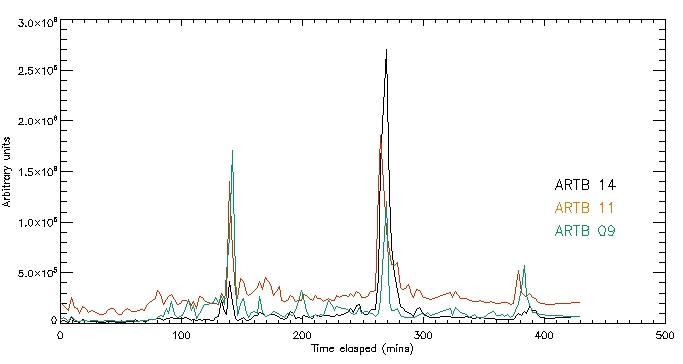 3.0×10⁶
2.5×10⁶
2.0×10⁶
1.5×10⁶
1.0×10⁶
5.0×10⁵
0
Arbitrary units
ARTB 14
ARTB 11
ARTB 09
0 100 200 300 400 500
Time elasped (mins)